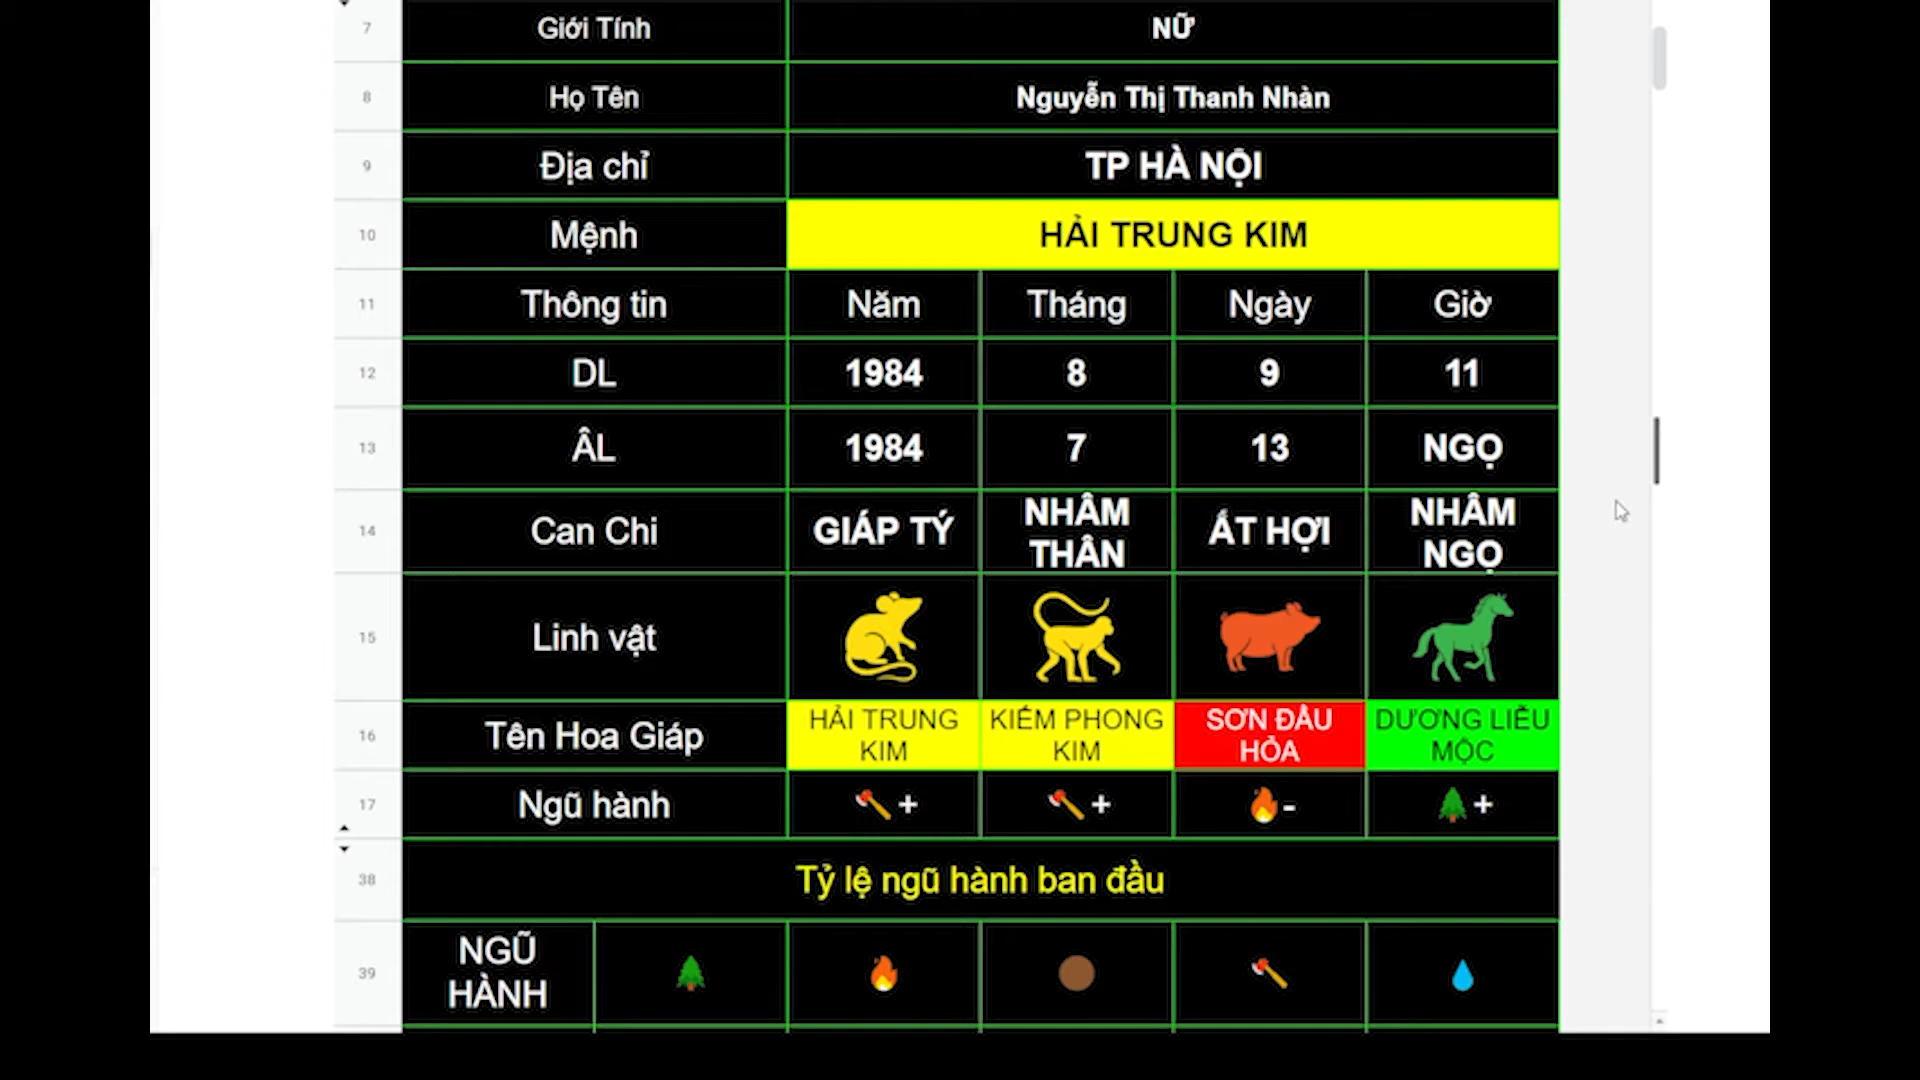 7 Giới Tính NỮ
8 Họ Tên Nguyễn Thị Thanh Nhàn
9 Địa chỉ TP HÀ NỘI
10 Mệnh HẢI TRUNG KIM
11 Thông tin Năm Tháng Ngày Giờ
12 DL 1984 8 9 11
13 ÂL 1984 7 13 NGỌ
14 Can Chi GIÁP TÝ NHÂM THÂN ẤT HỢI NHÂM NGỌ
15 Linh vật
16 Tên Hoa Giáp HẢI TRUNG KIM KIẾM PHONG KIM SƠN ĐẦU HỎA DƯƠNG LIỄU MỘC
17 Ngũ hành + + - +
38 Tỷ lệ ngũ hành ban đầu
39 NGŨ HÀNH